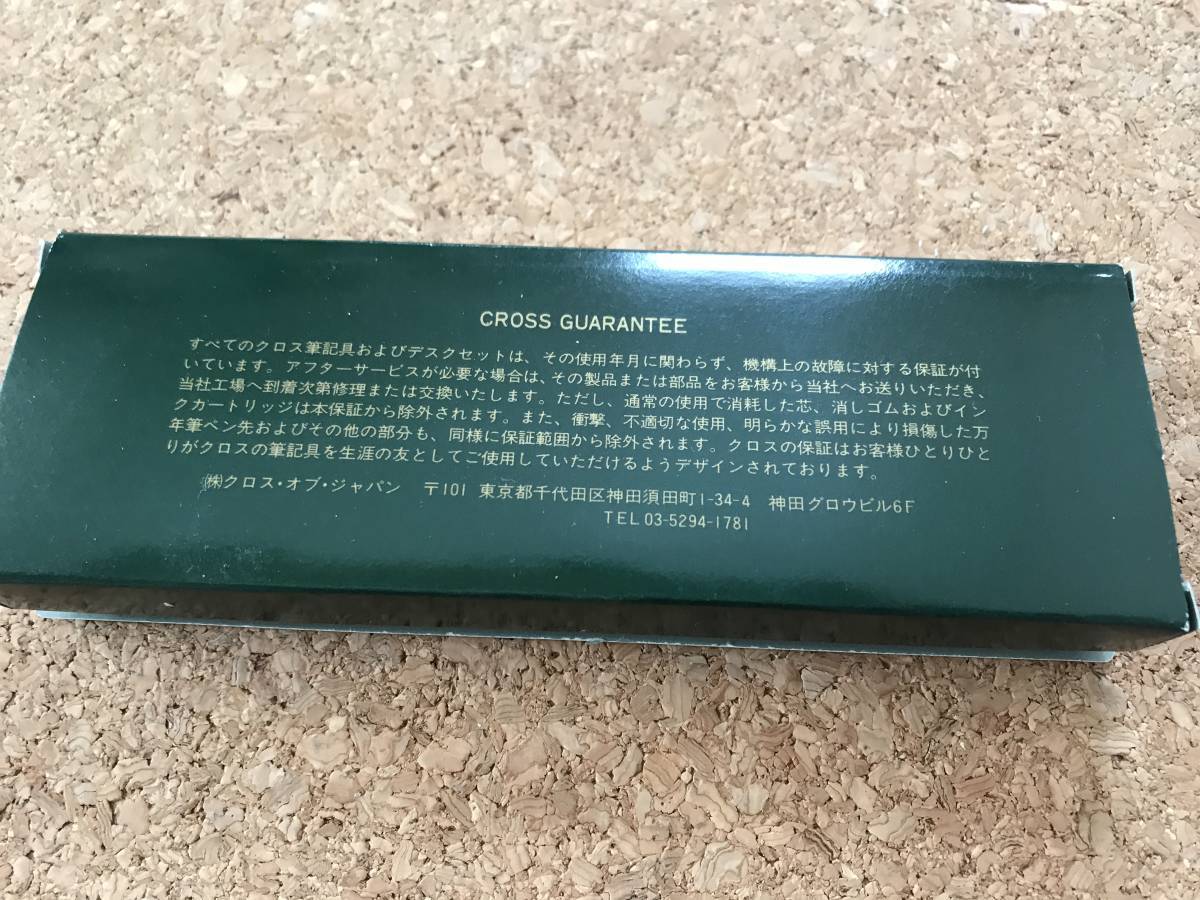 CROSS GUARANTEE
すべてのクロス筆記具およびデスクセットは、その使用年月に関わらず、機構上の故障に対する保証が付
いています。アフターサービスが必要な場合は、その製品または部品をお客様から当社へお送りいただき、
当社工場へ到着次第修理または交換いたします。ただし、通常の使用で消耗した芯、消しゴムおよびイン
クカートリッジは本保証から除外されます。また、衝撃、不適切な使用、明らかな誤用により損傷した万
年筆ペン先およびその他の部分も、同様に保証範囲から除外されます。クロスの保証はお客様ひとりひと
りがクロスの筆記具を生涯の友としてご使用していただけるようデザインされております。
㈱クロス・オブ・ジャパン 〒101 東京都千代田区神田須田町1-34-4 神田グロウビル6F
TEL 03-5294-1781